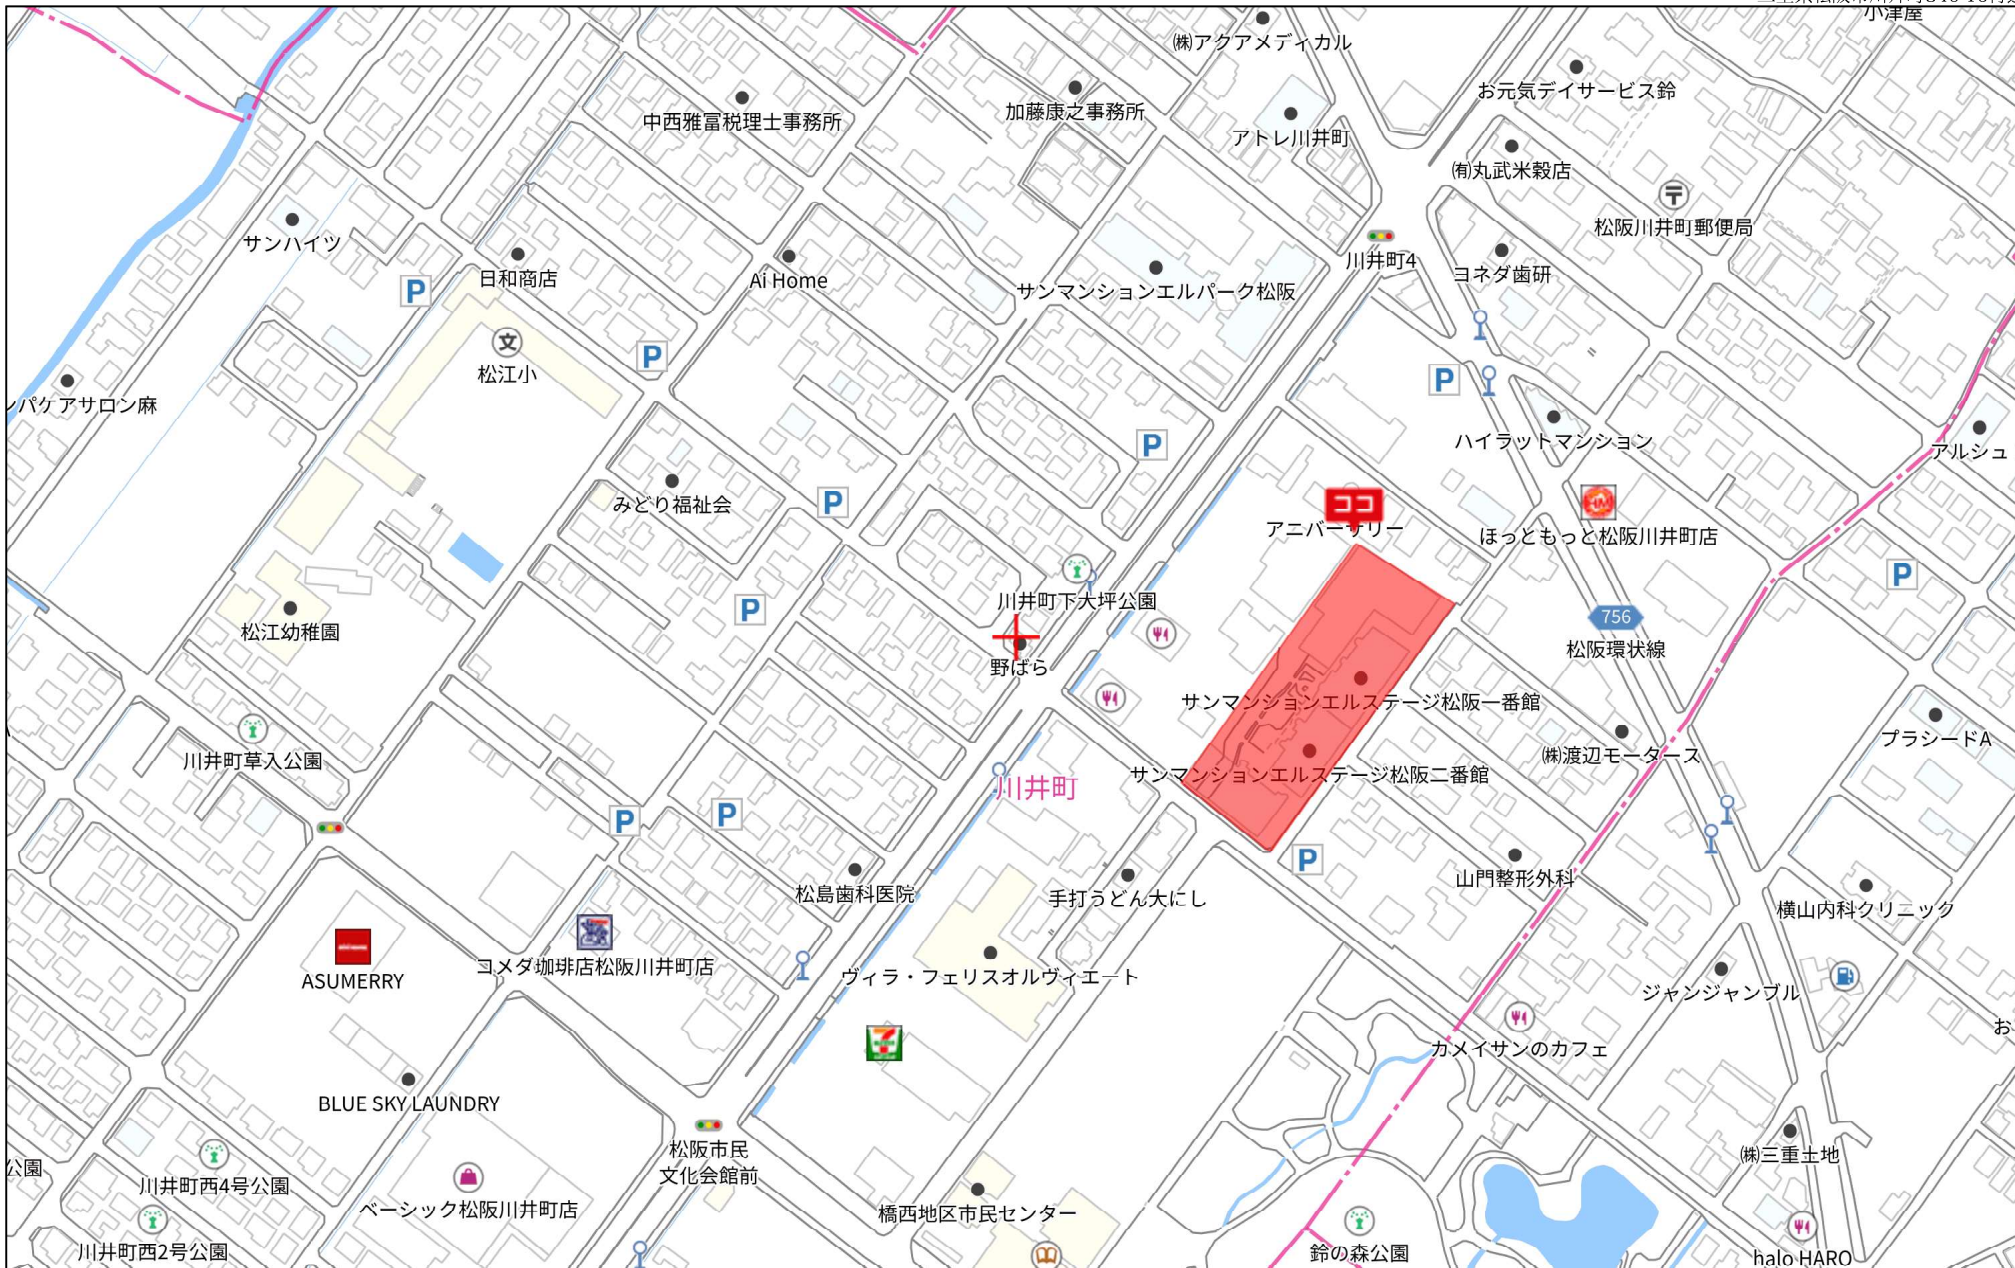 小津屋
㈱アクアメディカル
お元気デイサービス鈴
中西雅冨税理士事務所
加藤康之事務所
アトレ川井町
㈲丸武米穀店
松阪川井町郵便局
サンハイツ
日和商店
Ai Home
サンマンションエルパーク松阪
川井町4
ヨネダ歯研
P
文
松江小
P
P
パケアサロン麻
P
ハイラットマンション
アルシュ
みどり福祉会
P
ココ
アニバーサリー
ほっともっと松阪川井町店
P
川井町下大坪公園
P
756
松江幼稚園
松阪環状線
野ばら
サンマンションエルステージ松阪一番館
プラシードA
川井町草入公園
㈱渡辺モータース
サンマンションエルステージ松阪二番館
川井町
P
P
P
松島歯科医院
手打うどん大にし
山門整形外科
横山内科クリニック
ASUMERRY
コメダ珈琲店松阪川井町店
ヴィラ・フェリスオルヴィエート
ジャンジャンブル
お
カメイサンのカフェ
BLUE SKY LAUNDRY
松阪市民
文化会館前
㈱三重土地
公園
川井町西4号公園
ベーシック松阪川井町店
橋西地区市民センター
川井町西2号公園
鈴の森公園
halo HARO